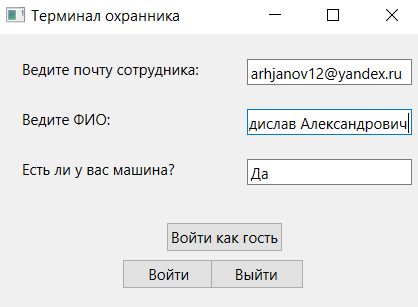 Терминал охранника
Ведите почту сотрудника: arhjanov12@yandex.ru
Ведите ФИО: дислав Александрович
Есть ли у вас машина? Да
Войти как гость
Войти Выйти